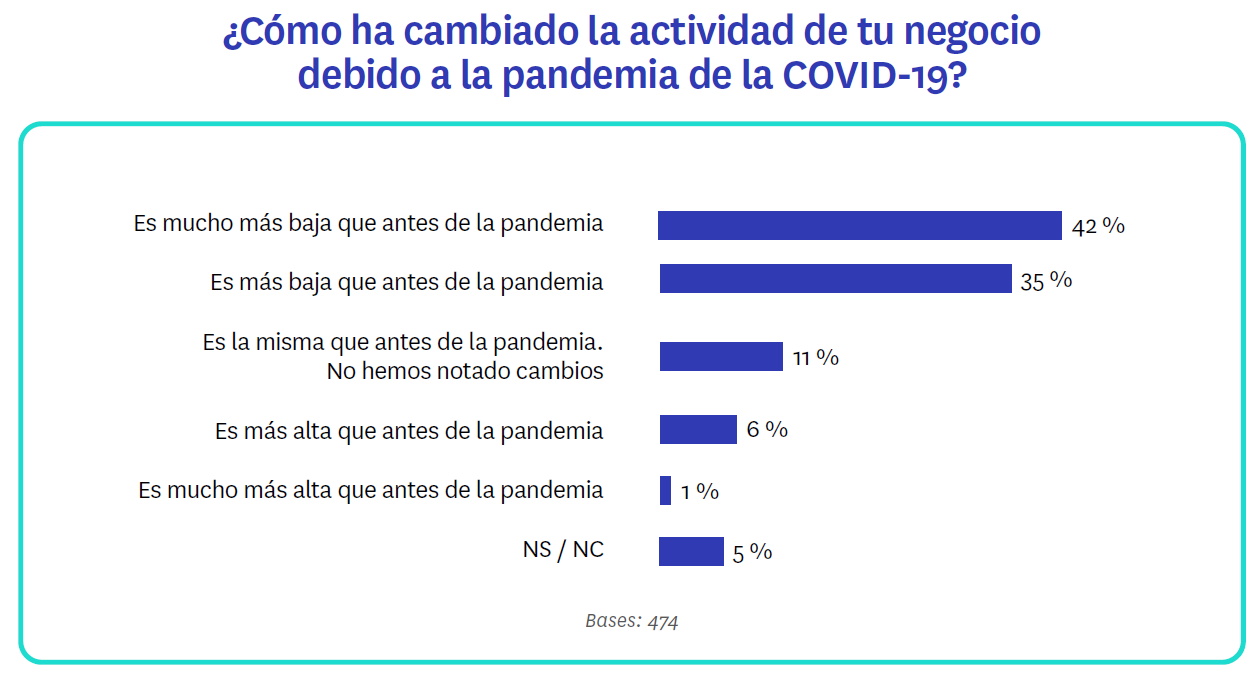 ¿Cómo ha cambiado la actividad de tu negocio
debido a la pandemia de la COVID-19?
Es mucho más baja que antes de la pandemia 42 %
Es más baja que antes de la pandemia 35 %
Es la misma que antes de la pandemia.
No hemos notado cambios 11 %
Es más alta que antes de la pandemia 6 %
Es mucho más alta que antes de la pandemia 1 %
NS / NC 5 %
Bases: 474